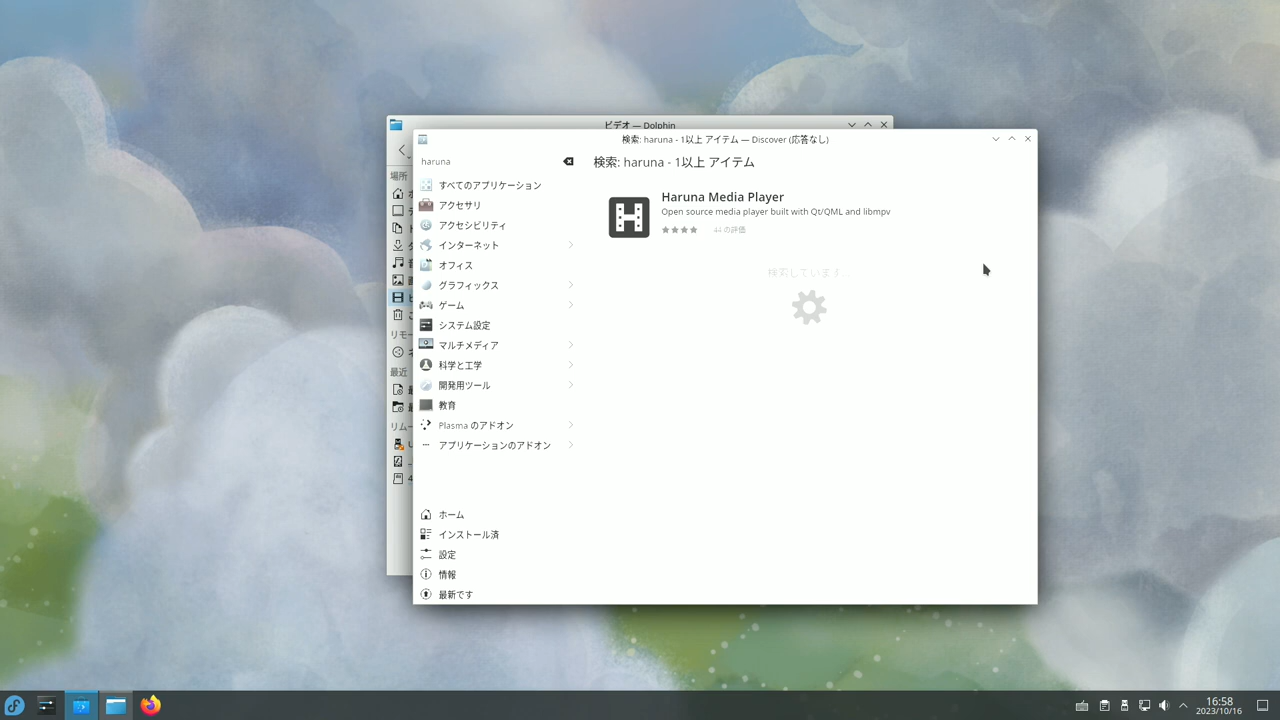 ビデオ — Dolphin
検索: haruna - 1以上 アイテム — Discover (応答なし)
haruna
検索: haruna - 1以上 アイテム
場所
すべてのアプリケーション
アクセサリ
アクセシビリティ
インターネット
オフィス
グラフィックス
ゲーム
システム設定
マルチメディア
科学と工学
開発用ツール
教育
Plasma のアドオン
アプリケーションのアドオン
ホーム
インストール済
設定
情報
最新です
Haruna Media Player
Open source media player built with Qt/QML and libmpv
44 の評価
検索しています...
リモー
最近
リムー
16:58
2023/10/16